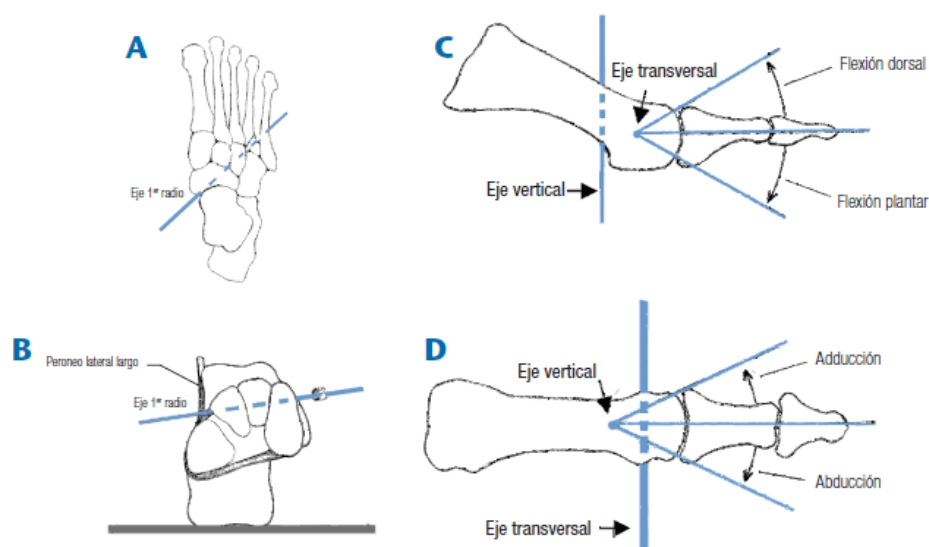 A
Eje 1er radio
B
Peroneo lateral largo
Eje 1er radio
C
Eje transversal
Flexión dorsal
Eje vertical
Flexión plantar
D
Eje vertical
Adducción
Abducción
Eje transversal